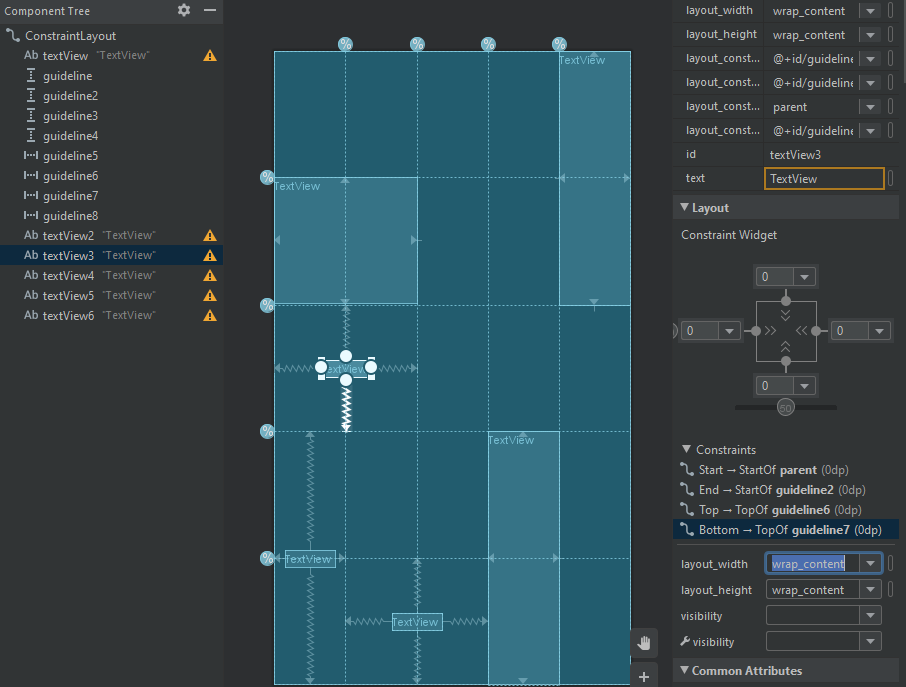 Component Tree
ConstraintLayout
Ab textView "TextView"
guideline
guideline2
guideline3
guideline4
guideline5
guideline6
guideline7
guideline8
Ab textView2 "TextView"
Ab textView3 "TextView"
Ab textView4 "TextView"
Ab textView5 "TextView"
Ab textView6 "TextView"
% % % %
TextView
%
TextView
%
TextView
%
TextView
%
TextView
TextView
layout_width wrap_content
layout_height wrap_content
layout_const... @+id/guideline
layout_const... @+id/guideline
layout_const... parent
layout_const... @+id/guideline
id textView3
text TextView
Layout
Constraint Widget
0
0 0
0
50
Constraints
Start → StartOf parent (0dp)
End → StartOf guideline2 (0dp)
Top → TopOf guideline6 (0dp)
Bottom → TopOf guideline7 (0dp)
layout_width wrap_content
layout_height wrap_content
visibility
visibility
Common Attributes